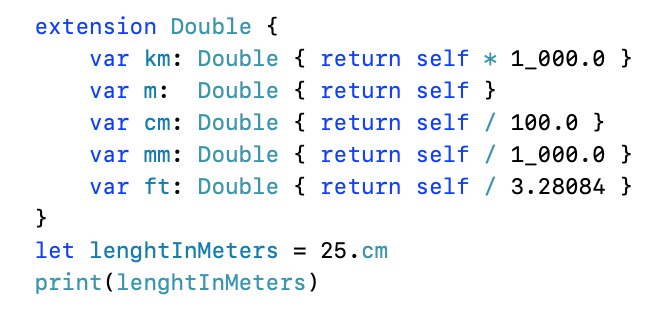 extension Double {
    var km: Double { return self * 1_000.0 }
    var m:  Double { return self }
    var cm: Double { return self / 100.0 }
    var mm: Double { return self / 1_000.0 }
    var ft: Double { return self / 3.28084 }
}
let lenghtInMeters = 25.cm
print(lenghtInMeters)